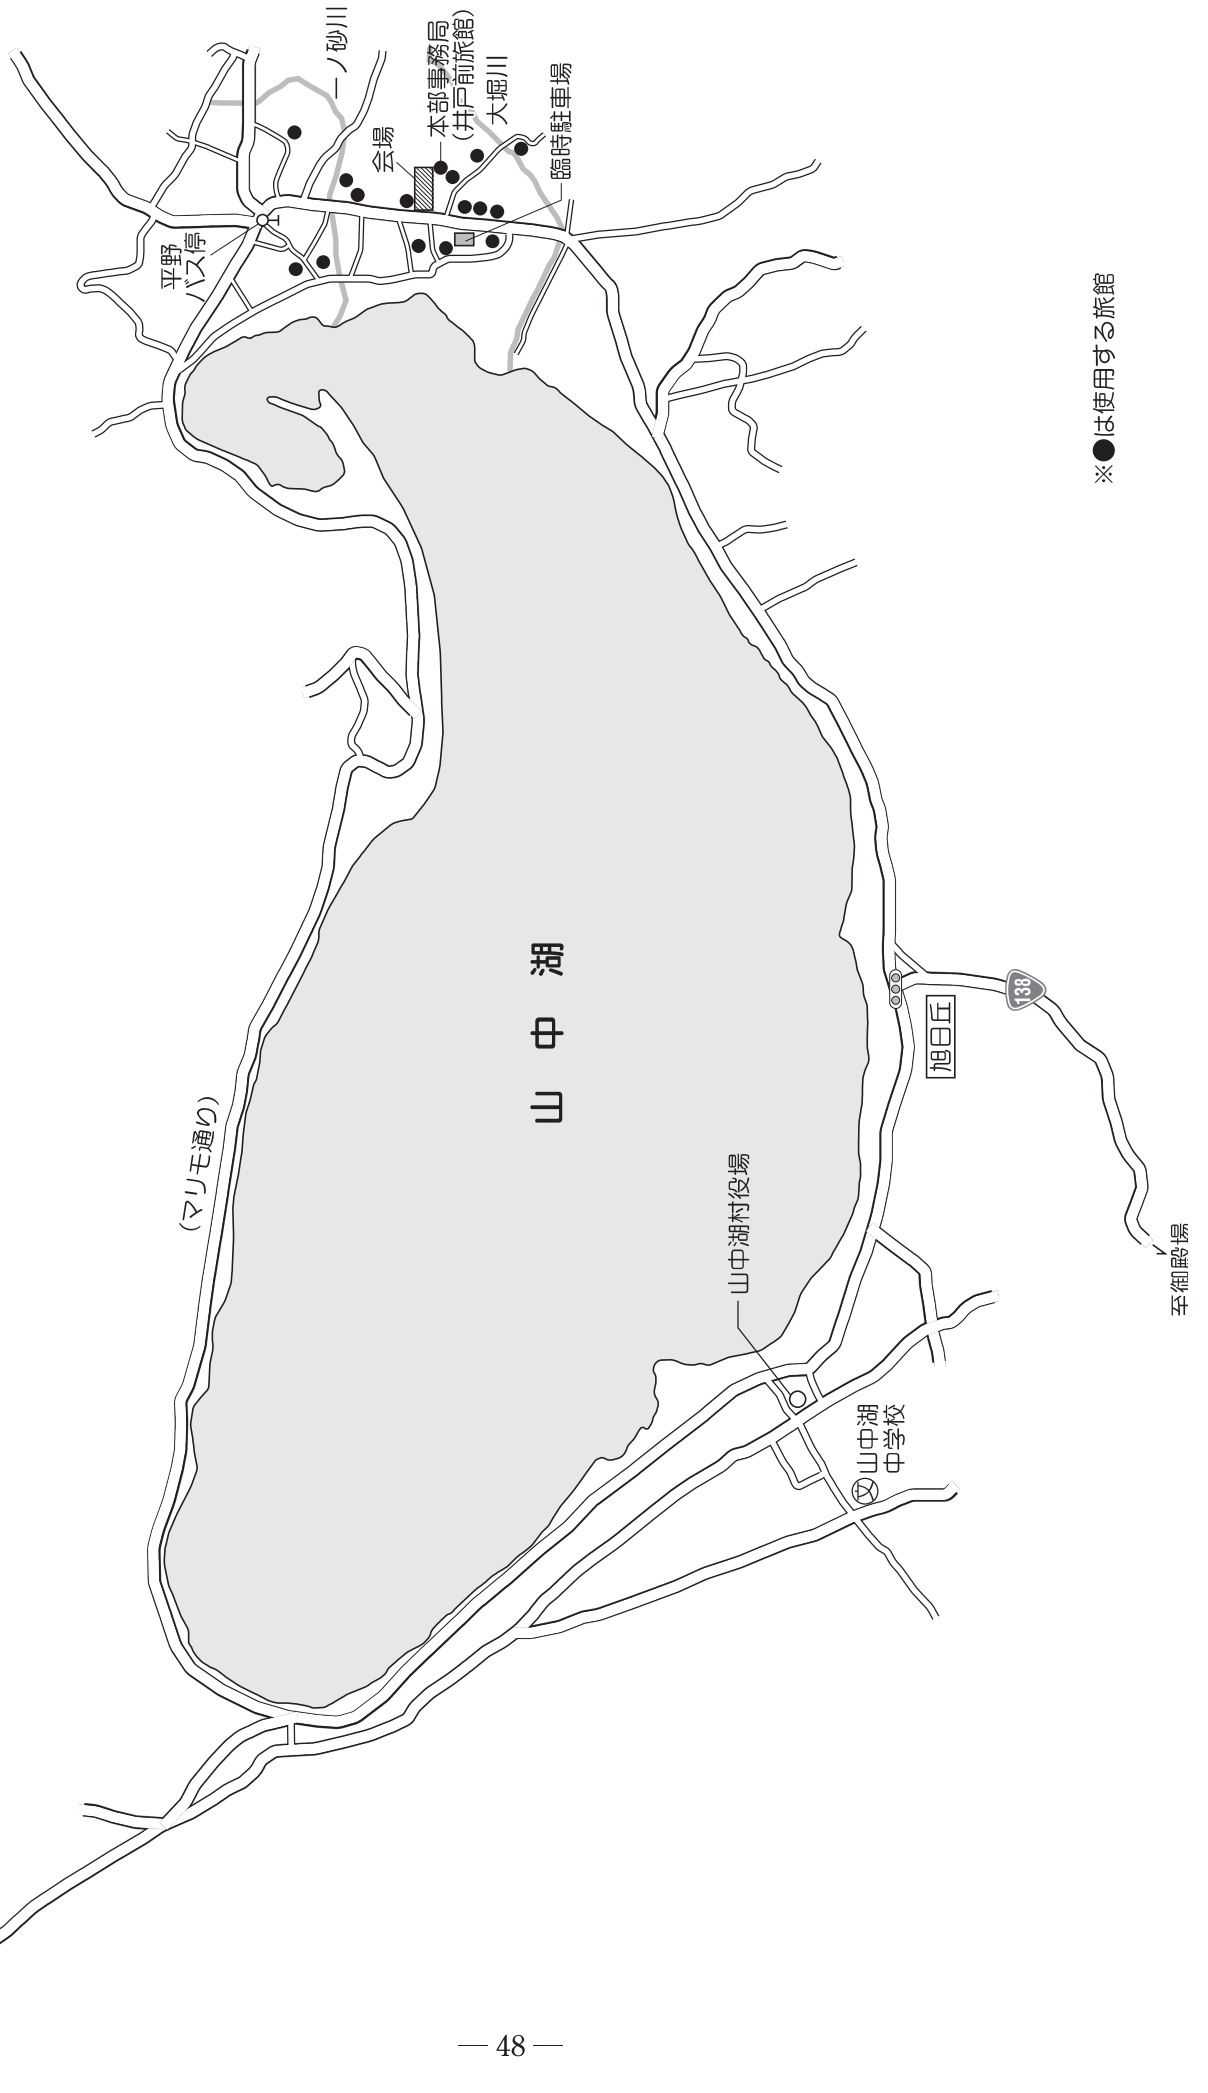 一ノ砂川
本部事務局
(井戸前旅館)
大堀川
会場
臨時駐車場
平野
バス停
(マリモ通り)
山中湖
山中湖村役場
旭日丘
138
山中湖
中学校
文
至御殿場
※●は使用する旅館
— 48 —